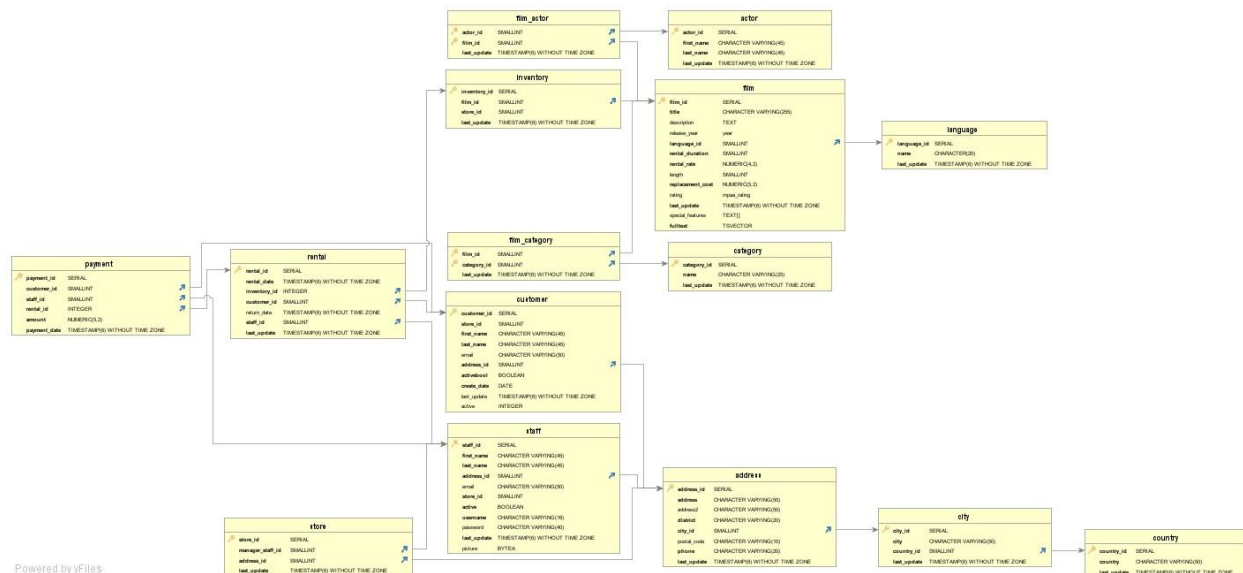 film_actor
actor_id SMALLINT
film_id SMALLINT
last_update TIMESTAMP(6) WITHOUT TIME ZONE
actor
actor_id SERIAL
first_name CHARACTER VARYING(45)
last_name CHARACTER VARYING(45)
last_update TIMESTAMP(6) WITHOUT TIME ZONE
inventory
inventory_id SERIAL
film_id SMALLINT
store_id SMALLINT
last_update TIMESTAMP(6) WITHOUT TIME ZONE
film
film_id SERIAL
title CHARACTER VARYING(255)
description TEXT
release_year year
language_id SMALLINT
rental_duration SMALLINT
rental_rate NUMERIC(4,2)
length SMALLINT
replacement_cost NUMERIC(5,2)
rating mpaa_rating
last_update TIMESTAMP(6) WITHOUT TIME ZONE
special_features TEXT[]
fulltext TSVECTOR
language
language_id SERIAL
name CHARACTER(20)
last_update TIMESTAMP(6) WITHOUT TIME ZONE
film_category
film_id SMALLINT
category_id SMALLINT
last_update TIMESTAMP(6) WITHOUT TIME ZONE
category
category_id SERIAL
name CHARACTER VARYING(25)
last_update TIMESTAMP(6) WITHOUT TIME ZONE
payment
payment_id SERIAL
customer_id SMALLINT
staff_id SMALLINT
rental_id INTEGER
amount NUMERIC(5,2)
payment_date TIMESTAMP(6) WITHOUT TIME ZONE
rental
rental_id SERIAL
rental_date TIMESTAMP(6) WITHOUT TIME ZONE
inventory_id INTEGER
customer_id SMALLINT
return_date TIMESTAMP(6) WITHOUT TIME ZONE
staff_id SMALLINT
last_update TIMESTAMP(6) WITHOUT TIME ZONE
customer
customer_id SERIAL
store_id SMALLINT
first_name CHARACTER VARYING(45)
last_name CHARACTER VARYING(45)
email CHARACTER VARYING(50)
address_id SMALLINT
activebool BOOLEAN
create_date DATE
last_update TIMESTAMP(6) WITHOUT TIME ZONE
active INTEGER
staff
staff_id SERIAL
first_name CHARACTER VARYING(45)
last_name CHARACTER VARYING(45)
address_id SMALLINT
email CHARACTER VARYING(50)
store_id SMALLINT
active BOOLEAN
username CHARACTER VARYING(16)
password CHARACTER VARYING(40)
last_update TIMESTAMP(6) WITHOUT TIME ZONE
picture BYTEA
store
store_id SERIAL
manager_staff_id SMALLINT
address_id SMALLINT
last_update TIMESTAMP(6) WITHOUT TIME ZONE
address
address_id SERIAL
address CHARACTER VARYING(50)
address2 CHARACTER VARYING(50)
district CHARACTER VARYING(20)
city_id SMALLINT
postal_code CHARACTER VARYING(10)
phone CHARACTER VARYING(20)
last_update TIMESTAMP(6) WITHOUT TIME ZONE
city
city_id SERIAL
city CHARACTER VARYING(50)
country_id SMALLINT
last_update TIMESTAMP(6) WITHOUT TIME ZONE
country
country_id SERIAL
country CHARACTER VARYING(50)
last_update TIMESTAMP(6) WITHOUT TIME ZONE
Powered by yFiles